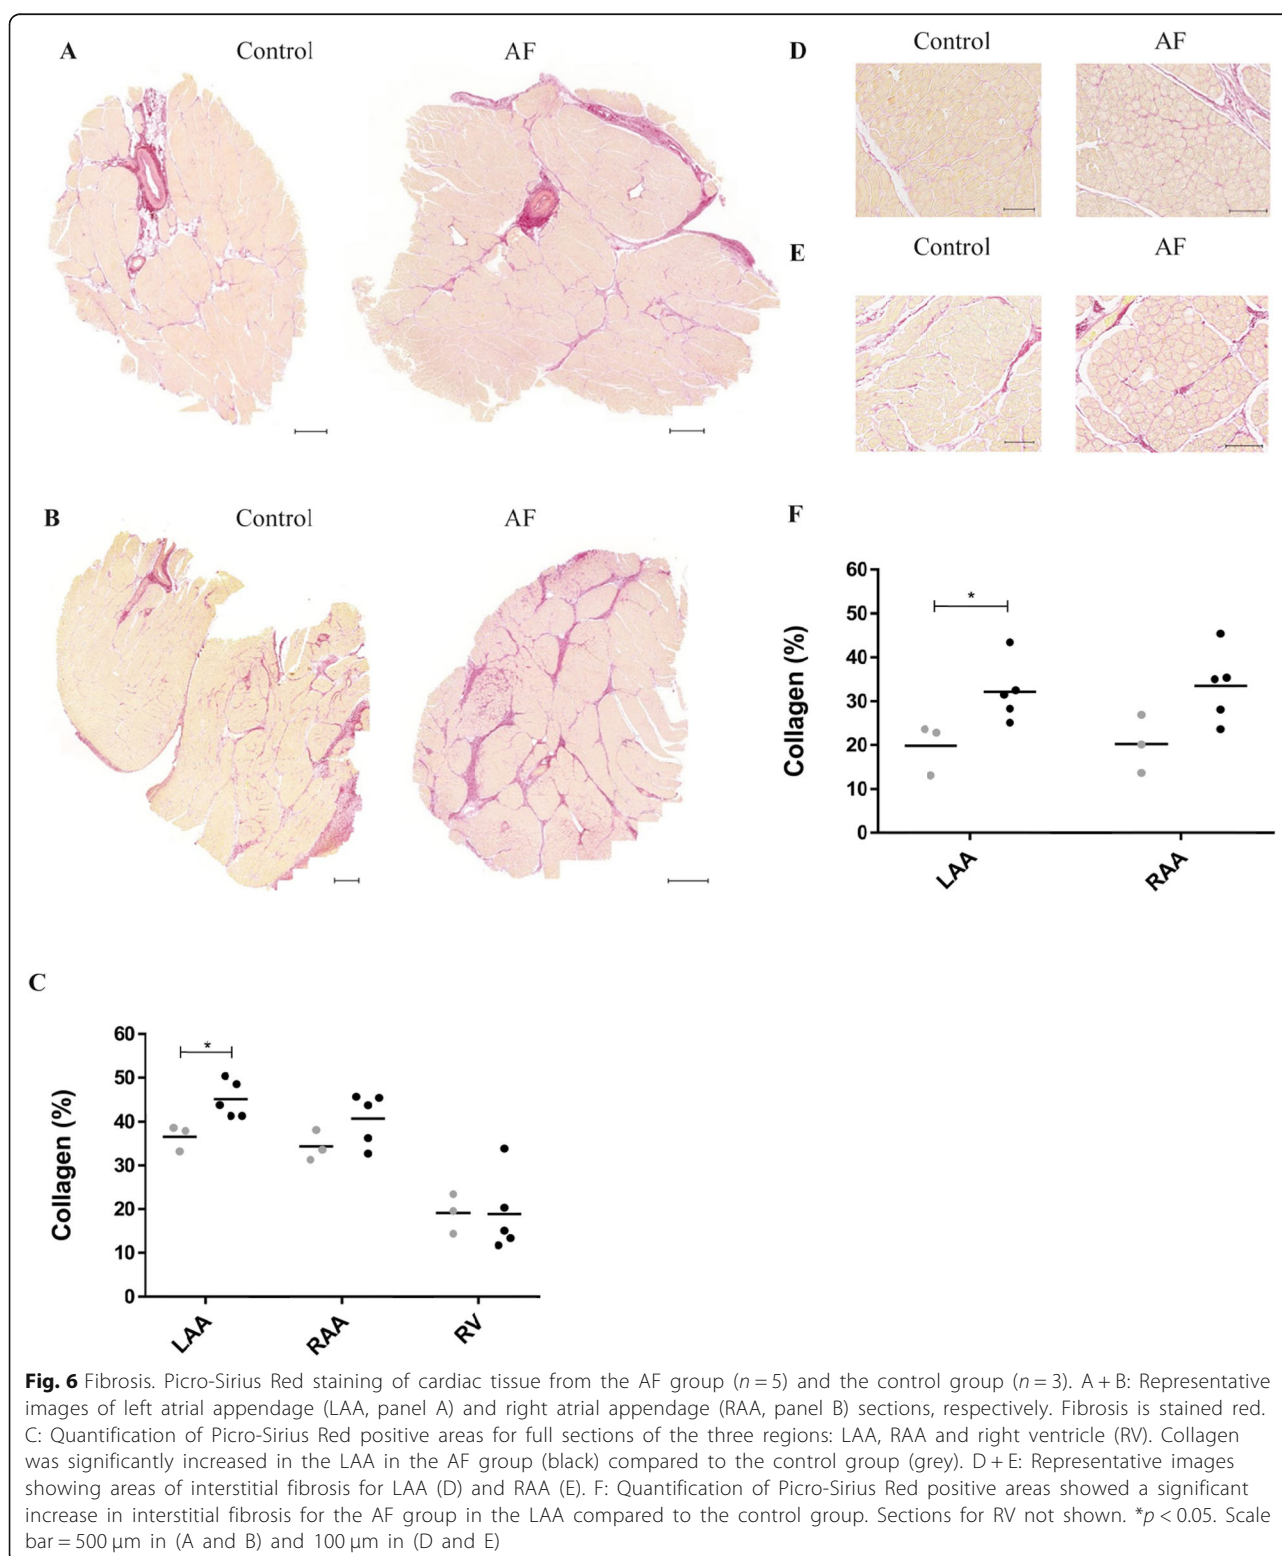 A
Control
AF
D
Control
AF
E
Control
AF
B
Control
AF
F
Collagen (%)
60
50
40
30
20
10
0
*
LAA
RAA
C
Collagen (%)
60
50
40
30
20
10
0
*
LAA
RAA
RV
Fig. 6 Fibrosis. Picro-Sirius Red staining of cardiac tissue from the AF group (n = 5) and the control group (n = 3). A + B: Representative
images of left atrial appendage (LAA, panel A) and right atrial appendage (RAA, panel B) sections, respectively. Fibrosis is stained red.
C: Quantification of Picro-Sirius Red positive areas for full sections of the three regions: LAA, RAA and right ventricle (RV). Collagen
was significantly increased in the LAA in the AF group (black) compared to the control group (grey). D + E: Representative images
showing areas of interstitial fibrosis for LAA (D) and RAA (E). F: Quantification of Picro-Sirius Red positive areas showed a significant
increase in interstitial fibrosis for the AF group in the LAA compared to the control group. Sections for RV not shown. *p < 0.05. Scale
bar = 500 μm in (A and B) and 100 μm in (D and E)